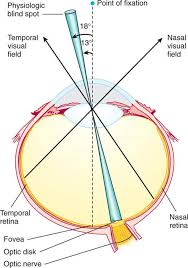 Physiologic
blind spot
Point of fixation
18°
13°
Temporal
visual
field
Nasal
visual
field
Temporal
retina
Nasal
retina
Fovea
Optic disk
Optic nerve